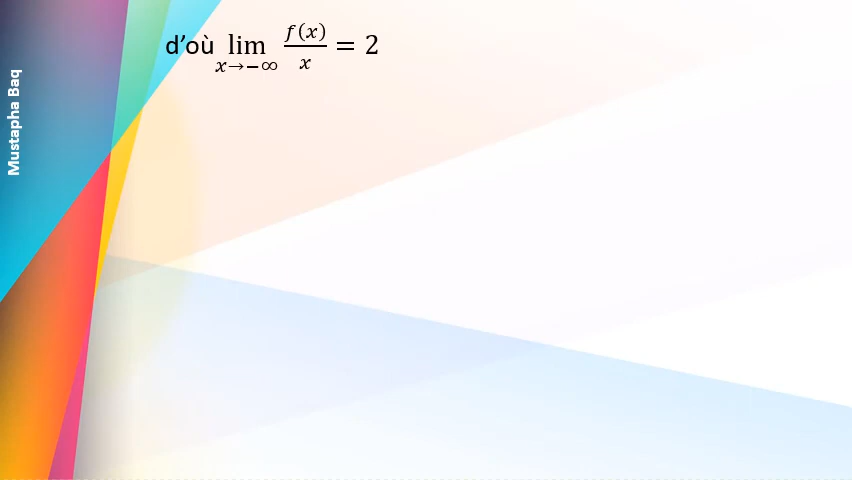 d'où lim_{x→−∞} f(x)/x = 2
Mustapha Baq